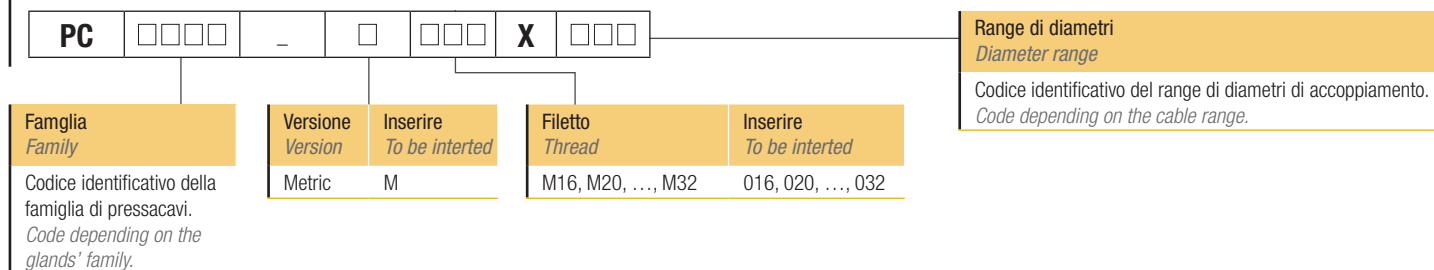 PC □□□□ _ □ □□□ X □□□
Range di diametri
Diameter range
Codice identificativo del range di diametri di accoppiamento.
Code depending on the cable range.
Famglia
Family
Codice identificativo della
famiglia di pressacavi.
Code depending on the
glands' family.
Versione Inserire
Version To be interted
Metric M
Filetto Inserire
Thread To be interted
M16, M20, …, M32 016, 020, …, 032